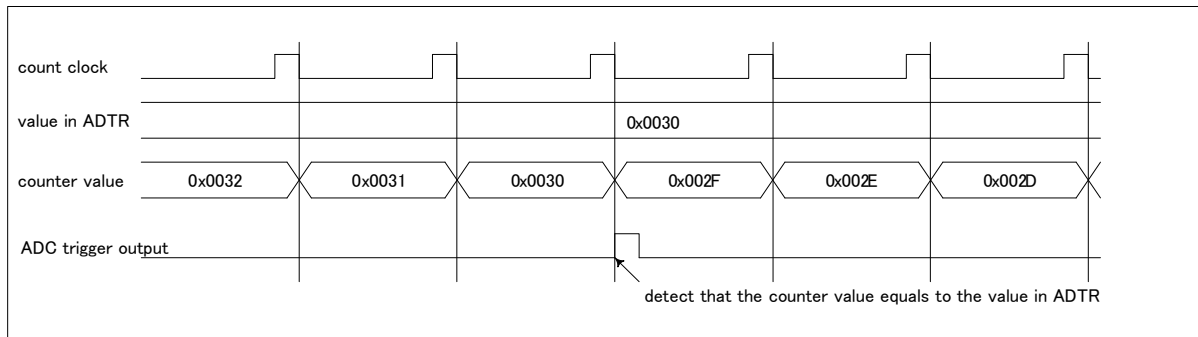 count clock
value in ADTR
0x0030
counter value
0x0032
0x0031
0x0030
0x002F
0x002E
0x002D
ADC trigger output
detect that the counter value equals to the value in ADTR